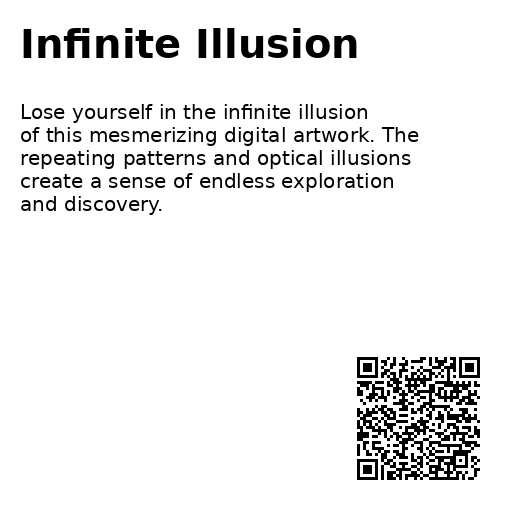 Infinite Illusion
Lose yourself in the infinite illusion
of this mesmerizing digital artwork. The
repeating patterns and optical illusions
create a sense of endless exploration
and discovery.